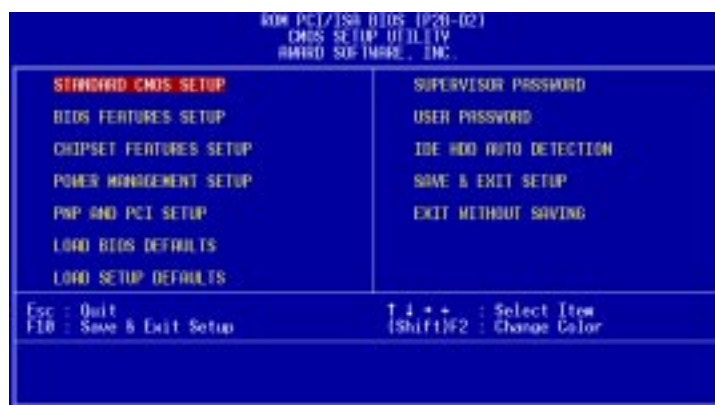 ROM PCI/ISA BIOS (P2B-D2)
CMOS SETUP UTILITY
AWARD SOFTWARE, INC.
STANDARD CMOS SETUP
BIOS FEATURES SETUP
CHIPSET FEATURES SETUP
POWER MANAGEMENT SETUP
PNP AND PCI SETUP
LOAD BIOS DEFAULTS
LOAD SETUP DEFAULTS
SUPERVISOR PASSWORD
USER PASSWORD
IDE HDD AUTO DETECTION
SAVE & EXIT SETUP
EXIT WITHOUT SAVING
Esc : Quit
F10 : Save & Exit Setup
↑ ↓ → ← : Select Item
(Shift)F2 : Change Color